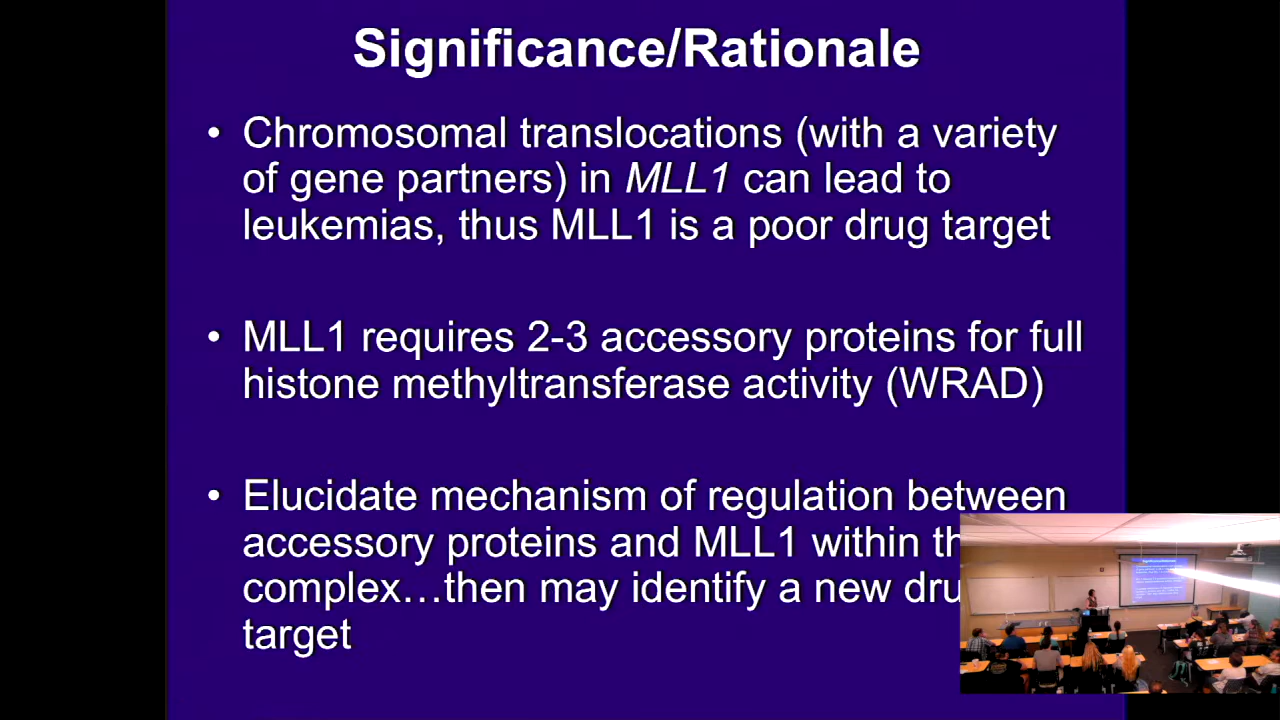 Significance/Rationale
• Chromosomal translocations (with a variety
of gene partners) in MLL1 can lead to
leukemias, thus MLL1 is a poor drug target
• MLL1 requires 2-3 accessory proteins for full
histone methyltransferase activity (WRAD)
• Elucidate mechanism of regulation between
accessory proteins and MLL1 within
complex…then may identify a new
target